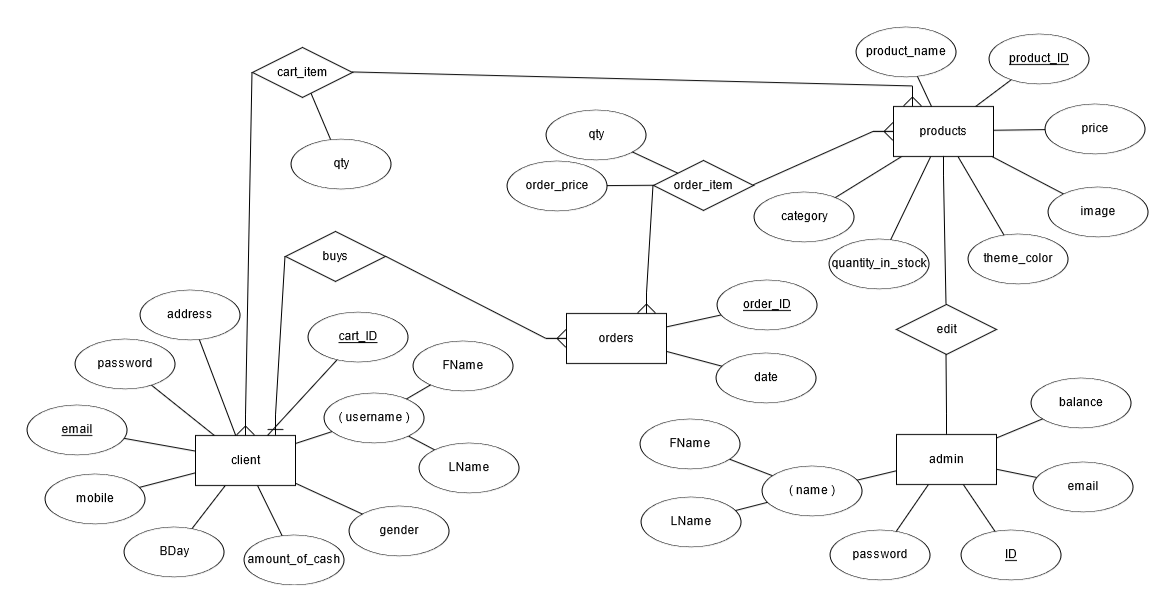 product_name
product_ID
cart_item
price
products
qty
qty
order_price
order_item
category
image
quantity_in_stock
theme_color
buys
address
cart_ID
order_ID
edit
orders
password
FName
date
email
( username )
balance
FName
client
LName
admin
mobile
( name )
email
LName
gender
BDay
amount_of_cash
password
ID